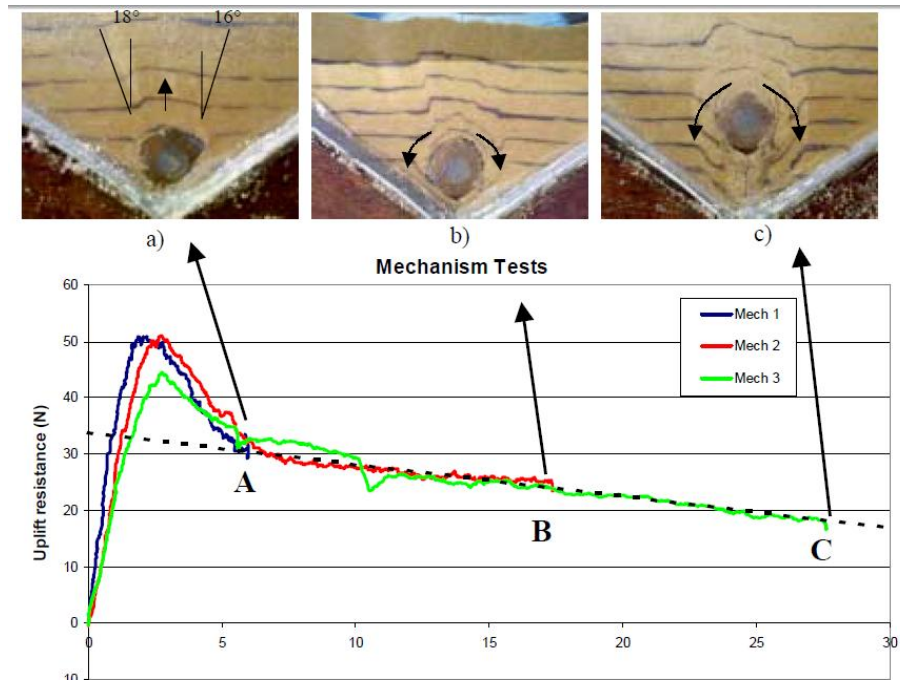 18° 16°
a) b) c)
Mechanism Tests
60
50
40
30
20
10
0
10
Uplift resistance (N)
Mech 1
Mech 2
Mech 3
A
B
C
0 5 10 15 20 25 30